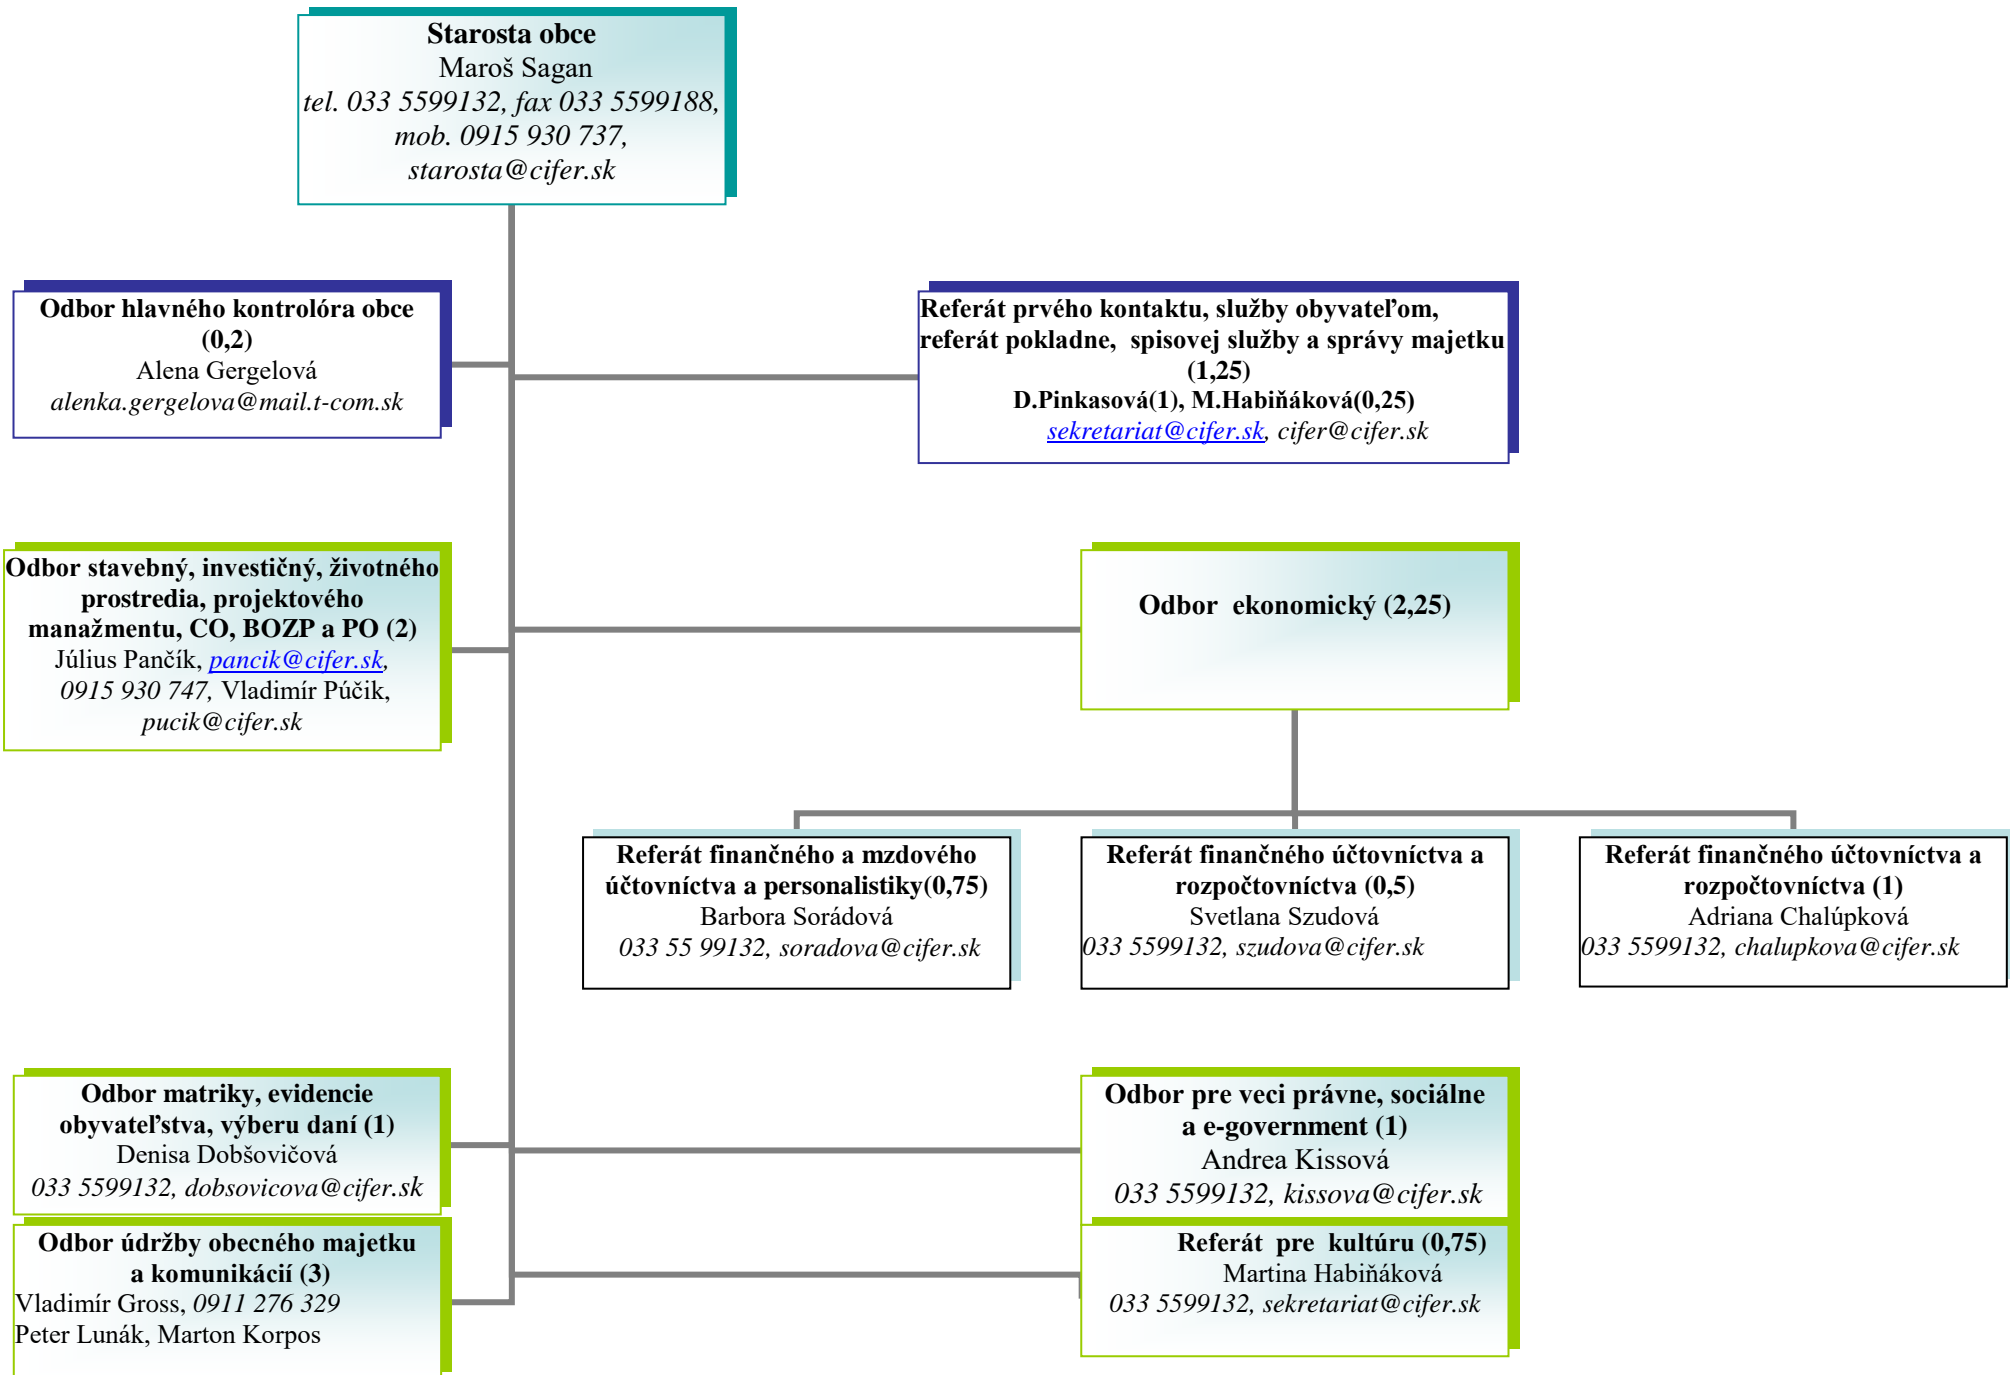 Starosta obce
Maroš Sagan
tel. 033 5599132, fax 033 5599188,
mob. 0915 930 737,
starosta@cifer.sk
Odbor hlavného kontrolóra obce
(0,2)
Alena Gergelová
alenka.gergelova@mail.t-com.sk
Referát prvého kontaktu, služby obyvateľom,
referát pokladne, spisovej služby a správy majetku
(1,25)
D.Pinkasová(1), M.Habiňáková(0,25)
sekretariat@cifer.sk, cifer@cifer.sk
Odbor stavebný, investičný, životného
prostredia, projektového
manažmentu, CO, BOZP a PO (2)
Július Pančík, pancik@cifer.sk,
0915 930 747, Vladimír Púčik,
pucik@cifer.sk
Odbor ekonomický (2,25)
Referát finančného a mzdového
účtovníctva a personalistiky(0,75)
Barbora Sorádová
033 55 99132, soradova@cifer.sk
Referát finančného účtovníctva a
rozpočtovníctva (0,5)
Svetlana Szudová
033 5599132, szudova@cifer.sk
Referát finančného účtovníctva a
rozpočtovníctva (1)
Adriana Chalúpková
033 5599132, chalupkova@cifer.sk
Odbor matriky, evidencie
obyvateľstva, výberu daní (1)
Denisa Dobšovičová
033 5599132, dobsovicova@cifer.sk
Odbor pre veci právne, sociálne
a e-government (1)
Andrea Kissová
033 5599132, kissova@cifer.sk
Odbor údržby obecného majetku
a komunikácií (3)
Vladimír Gross, 0911 276 329
Peter Lunák, Marton Korpos
Referát pre kultúru (0,75)
Martina Habiňáková
033 5599132, sekretariat@cifer.sk